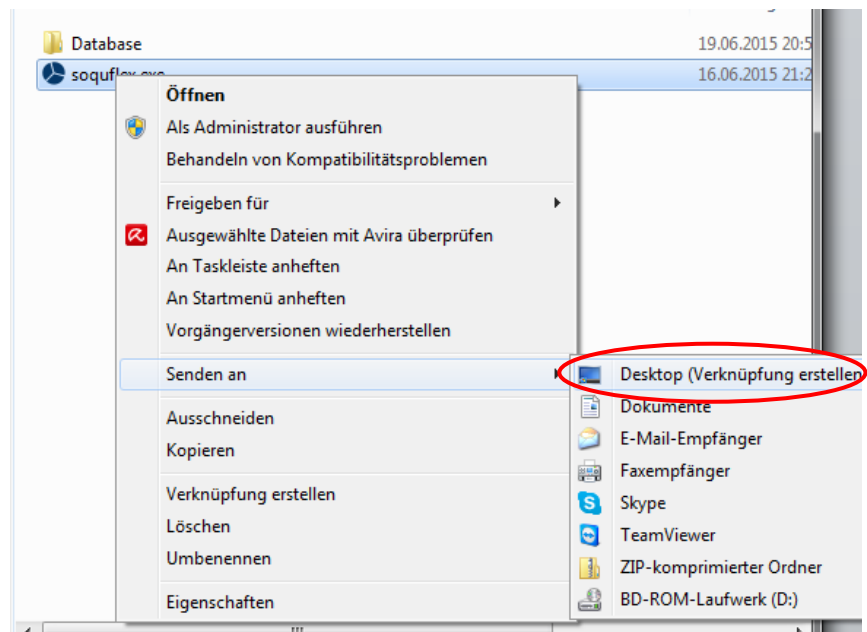 Database 19.06.2015 20:5
soquflex.exe 16.06.2015 21:2
Öffnen
Als Administrator ausführen
Behandeln von Kompatibilitätsproblemen
Freigeben für
Ausgewählte Dateien mit Avira überprüfen
An Taskleiste anheften
An Startmenü anheften
Vorgängerversionen wiederherstellen
Senden an
Ausschneiden
Kopieren
Verknüpfung erstellen
Löschen
Umbenennen
Eigenschaften
Desktop (Verknüpfung erstellen
Dokumente
E-Mail-Empfänger
Faxempfänger
Skype
TeamViewer
ZIP-komprimierter Ordner
BD-ROM-Laufwerk (D:)